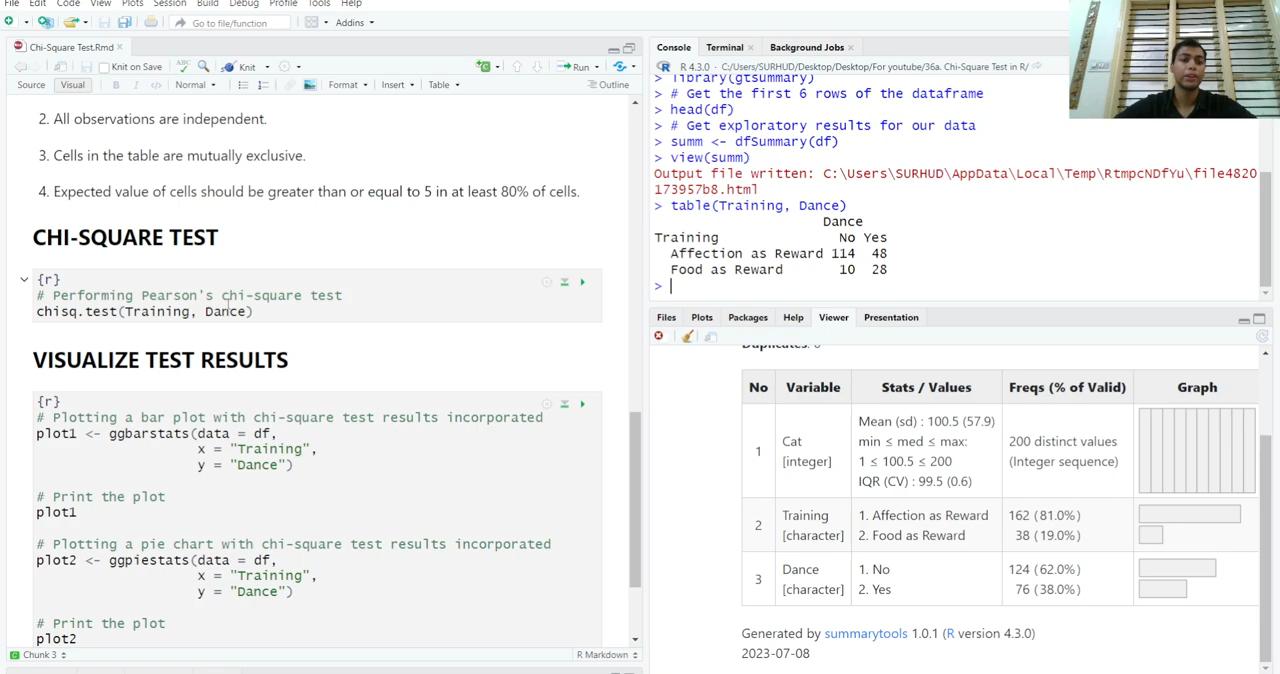 File Edit Code View Plots Session Build Debug Profile Tools Help
Go to file/function
Addins
Chi-Square Test.Rmd
Knit on Save
Knit
Run
Source
Visual
B I
Normal
Format
Insert
Table
Outline
2. All observations are independent.
3. Cells in the table are mutually exclusive.
4. Expected value of cells should be greater than or equal to 5 in at least 80% of cells.
CHI-SQUARE TEST
{r}
# Performing Pearson's chi-square test
chisq.test(Training, Dance)
VISUALIZE TEST RESULTS
{r}
# Plotting a bar plot with chi-square test results incorporated
plot1 <- ggbarstats(data = df,
x = "Training",
y = "Dance")
# Print the plot
plot1
# Plotting a pie chart with chi-square test results incorporated
plot2 <- ggpiestats(data = df,
x = "Training",
y = "Dance")
# Print the plot
plot2
Chunk 3
R Markdown
Console
Terminal
Background Jobs
R 4.3.0 · C:/Users/SURHUD/Desktop/Desktop/For youtube/36a. Chi-Square Test in R/
> library(gtsummary)
> # Get the first 6 rows of the dataframe
> head(df)
> # Get exploratory results for our data
> summ <- dfSummary(df)
> view(summ)
Output file written: C:\Users\SURHUD\AppData\Local\Temp\RtmpcNDfYu\file4820
173957b8.html
> table(Training, Dance)
Dance
Training No Yes
Affection as Reward 114 48
Food as Reward 10 28
>
Files
Plots
Packages
Help
Viewer
Presentation
Duplicates: 0
No Variable Stats / Values Freqs (% of Valid) Graph
1
Cat
[integer]
Mean (sd) : 100.5 (57.9)
min ≤ med ≤ max:
1 ≤ 100.5 ≤ 200
IQR (CV) : 99.5 (0.6)
200 distinct values
(Integer sequence)
2
Training
[character]
1. Affection as Reward
2. Food as Reward
162 (81.0%)
38 (19.0%)
3
Dance
[character]
1. No
2. Yes
124 (62.0%)
76 (38.0%)
Generated by summarytools 1.0.1 (R version 4.3.0)
2023-07-08